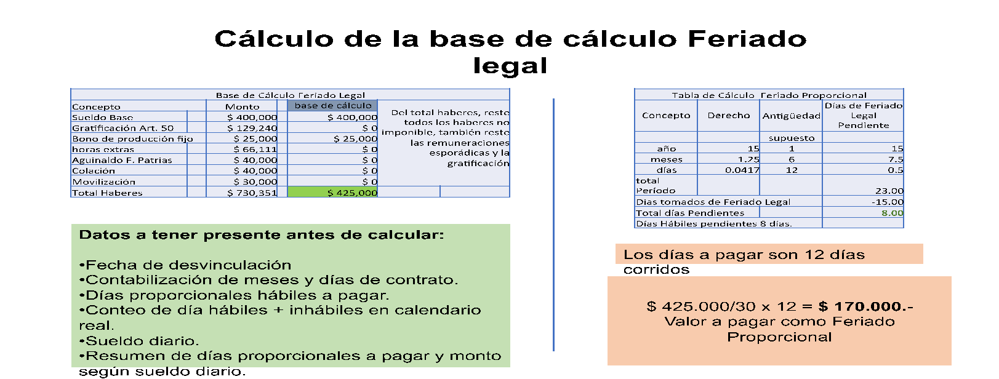 Cálculo de la base de cálculo Feriado
legal
Base de Cálculo Feriado Legal
Concepto Monto base de cálculo
Sueldo Base $ 400,000 $ 400,000
Gratificación Art. 50 $ 129,240 $ 0
Bono de producción fijo $ 25,000 $ 25,000
horas extras $ 66,111 $ 0
Aguinaldo F. Patrias $ 40,000 $ 0
Colación $ 40,000 $ 0
Movilización $ 30,000 $ 0
Total Haberes $ 730,351 $ 425,000
Del total haberes, reste
todos los haberes no
imponible, también reste
las remuneraciones
esporádicas y la
gratificación
Datos a tener presente antes de calcular:
•Fecha de desvinculación
•Contabilización de meses y días de contrato.
•Días proporcionales hábiles a pagar.
•Conteo de día hábiles + inhábiles en calendario
real.
•Sueldo diario.
•Resumen de días proporcionales a pagar y monto
según sueldo diario.
Tabla de Cálculo Feriado Proporcional
Concepto Derecho Antigüedad Días de Feriado
Legal
Pendiente
supuesto
año 15 1 15
meses 1.25 6 7.5
días 0.0417 12 0.5
total
Período 23.00
Dias tomados de Feriado Legal -15.00
Total días Pendientes 8.00
Días Hábiles pendientes 8 días.
Los días a pagar son 12 días
corridos
$ 425.000/30 x 12 = $ 170.000.-
Valor a pagar como Feriado
Proporcional